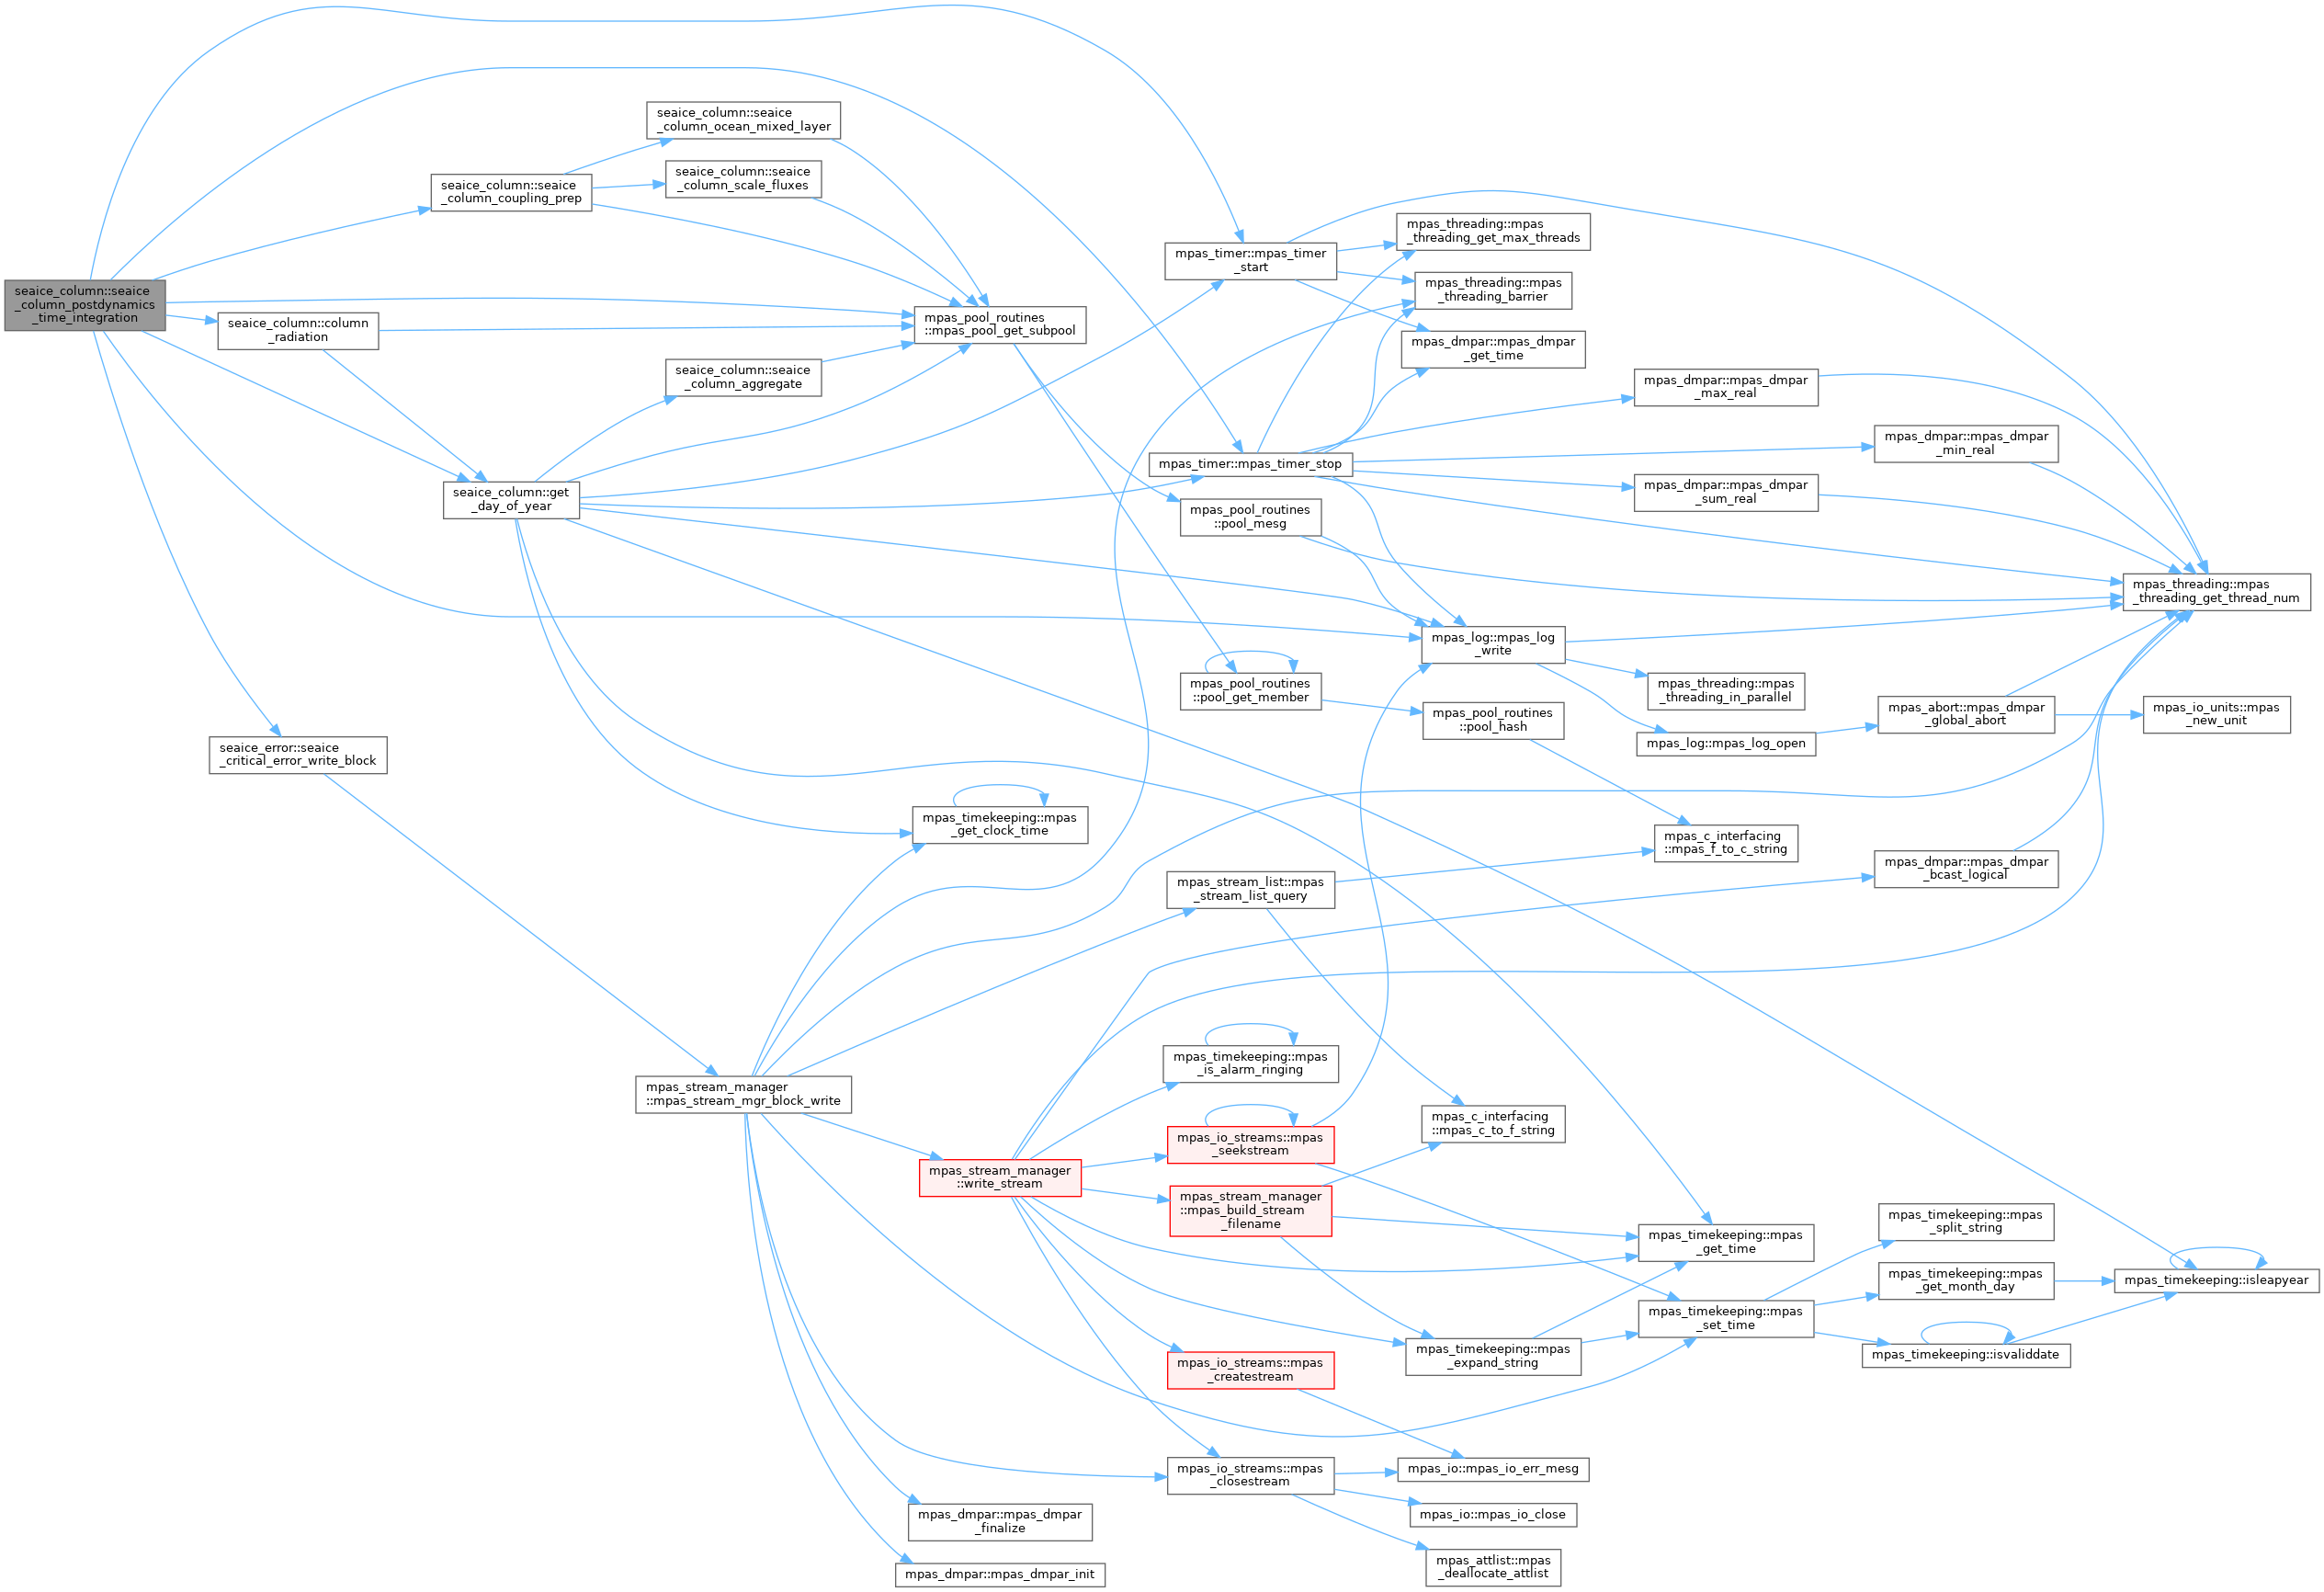 seaice_column::seaice
_column_postdynamics
_time_integration
seaice_column::seaice
_column_coupling_prep
seaice_column::seaice
_column_ocean_mixed_layer
seaice_column::seaice
_column_scale_fluxes
seaice_column::column
_radiation
mpas_pool_routines
::mpas_pool_get_subpool
seaice_column::seaice
_column_aggregate
seaice_column::get
_day_of_year
mpas_timer::mpas_timer
_start
mpas_timer::mpas_timer_stop
mpas_threading::mpas
_threading_get_max_threads
mpas_threading::mpas
_threading_barrier
mpas_dmpar::mpas_dmpar
_get_time
mpas_dmpar::mpas_dmpar
_max_real
mpas_dmpar::mpas_dmpar
_min_real
mpas_dmpar::mpas_dmpar
_sum_real
mpas_threading::mpas
_threading_get_thread_num
mpas_pool_routines
::pool_mesg
mpas_log::mpas_log
_write
mpas_threading::mpas
_threading_in_parallel
mpas_pool_routines
::pool_get_member
mpas_pool_routines
::pool_hash
mpas_log::mpas_log_open
mpas_abort::mpas_dmpar
_global_abort
mpas_io_units::mpas
_new_unit
seaice_error::seaice
_critical_error_write_block
mpas_timekeeping::mpas
_get_clock_time
mpas_c_interfacing
::mpas_f_to_c_string
mpas_stream_list::mpas
_stream_list_query
mpas_dmpar::mpas_dmpar
_bcast_logical
mpas_timekeeping::mpas
_is_alarm_ringing
mpas_stream_manager
::mpas_stream_mgr_block_write
mpas_c_interfacing
::mpas_c_to_f_string
mpas_io_streams::mpas
_seekstream
mpas_stream_manager
::write_stream
mpas_stream_manager
::mpas_build_stream
_filename
mpas_timekeeping::mpas
_get_time
mpas_timekeeping::mpas
_split_string
mpas_timekeeping::mpas
_get_month_day
mpas_timekeeping::isleapyear
mpas_timekeeping::mpas
_set_time
mpas_timekeeping::mpas
_expand_string
mpas_timekeeping::isvaliddate
mpas_io_streams::mpas
_createstream
mpas_io_streams::mpas
_closestream
mpas_io::mpas_io_err_mesg
mpas_io::mpas_io_close
mpas_dmpar::mpas_dmpar
_finalize
mpas_attlist::mpas
_deallocate_attlist
mpas_dmpar::mpas_dmpar_init